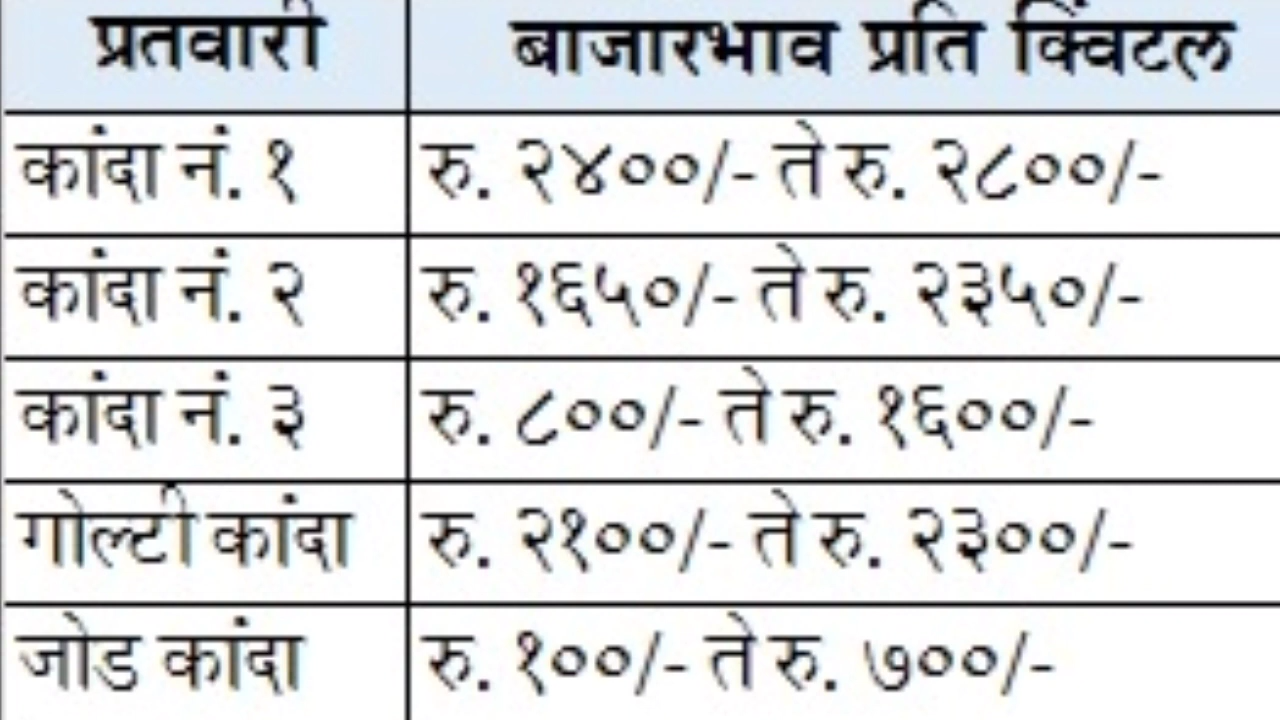 प्रतवारी बाजारभाव प्रति क्विंटल
कांदा नं. १ रु. २४००/- ते रु. २८००/-
कांदा नं. २ रु. १६५०/- ते रु. २३५०/-
कांदा नं. ३ रु. ८००/- ते रु. १६००/-
गोल्टी कांदा रु. २१००/- ते रु. २३००/-
जोड कांदा रु. १००/- ते रु. ७००/-